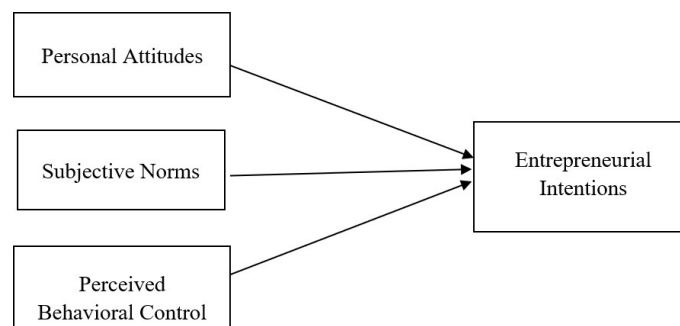 Personal Attitudes
Subjective Norms
Entrepreneurial
Intentions
Perceived
Behavioral Control